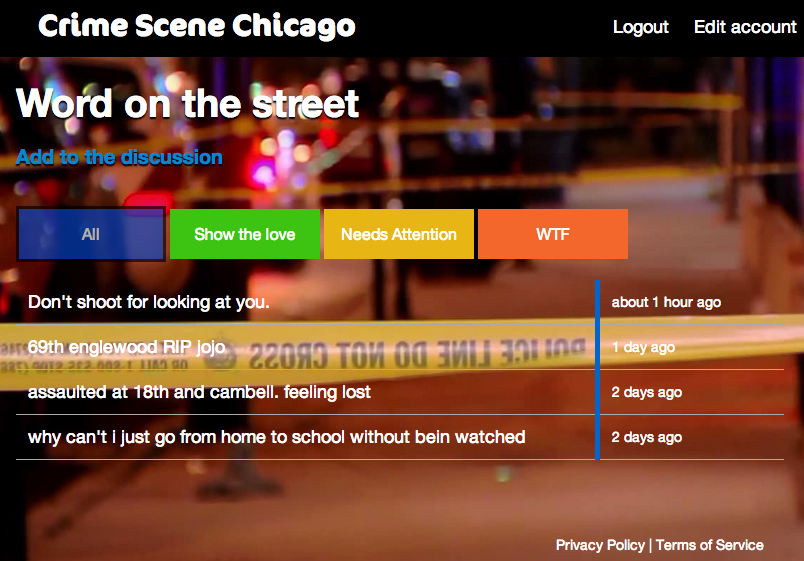 Crime Scene Chicago
Logout Edit account
Word on the street
Add to the discussion
All Show the love Needs Attention WTF
Don't shoot for looking at you. about 1 hour ago
69th englewood RIP jojo 1 day ago
POLICE LINE DO NOT CROSS
assaulted at 18th and cambell. feeling lost 2 days ago
why can't i just go from home to school without bein watched 2 days ago
Privacy Policy | Terms of Service